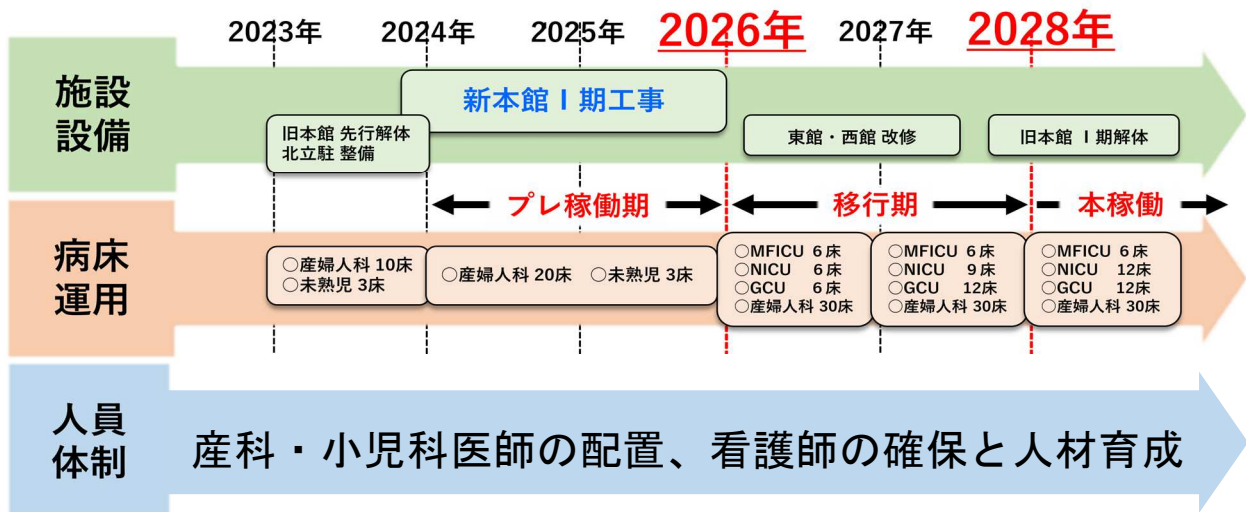 2023年 2024年 2025年 2026年 2027年 2028年
施設
設備
新本館Ⅰ期工事
旧本館 先行解体
北立駐 整備
東館・西館 改修
旧本館 Ⅰ期解体
プレ稼働期 移行期 本稼働
病床
運用
○産婦人科 10床
○未熟児 3床
○産婦人科 20床 ○未熟児 3床
○MFICU 6床
○NICU 6床
○GCU 6床
○産婦人科 30床
○MFICU 6床
○NICU 9床
○GCU 12床
○産婦人科 30床
○MFICU 6床
○NICU 12床
○GCU 12床
○産婦人科 30床
人員
体制
産科・小児科医師の配置、看護師の確保と人材育成